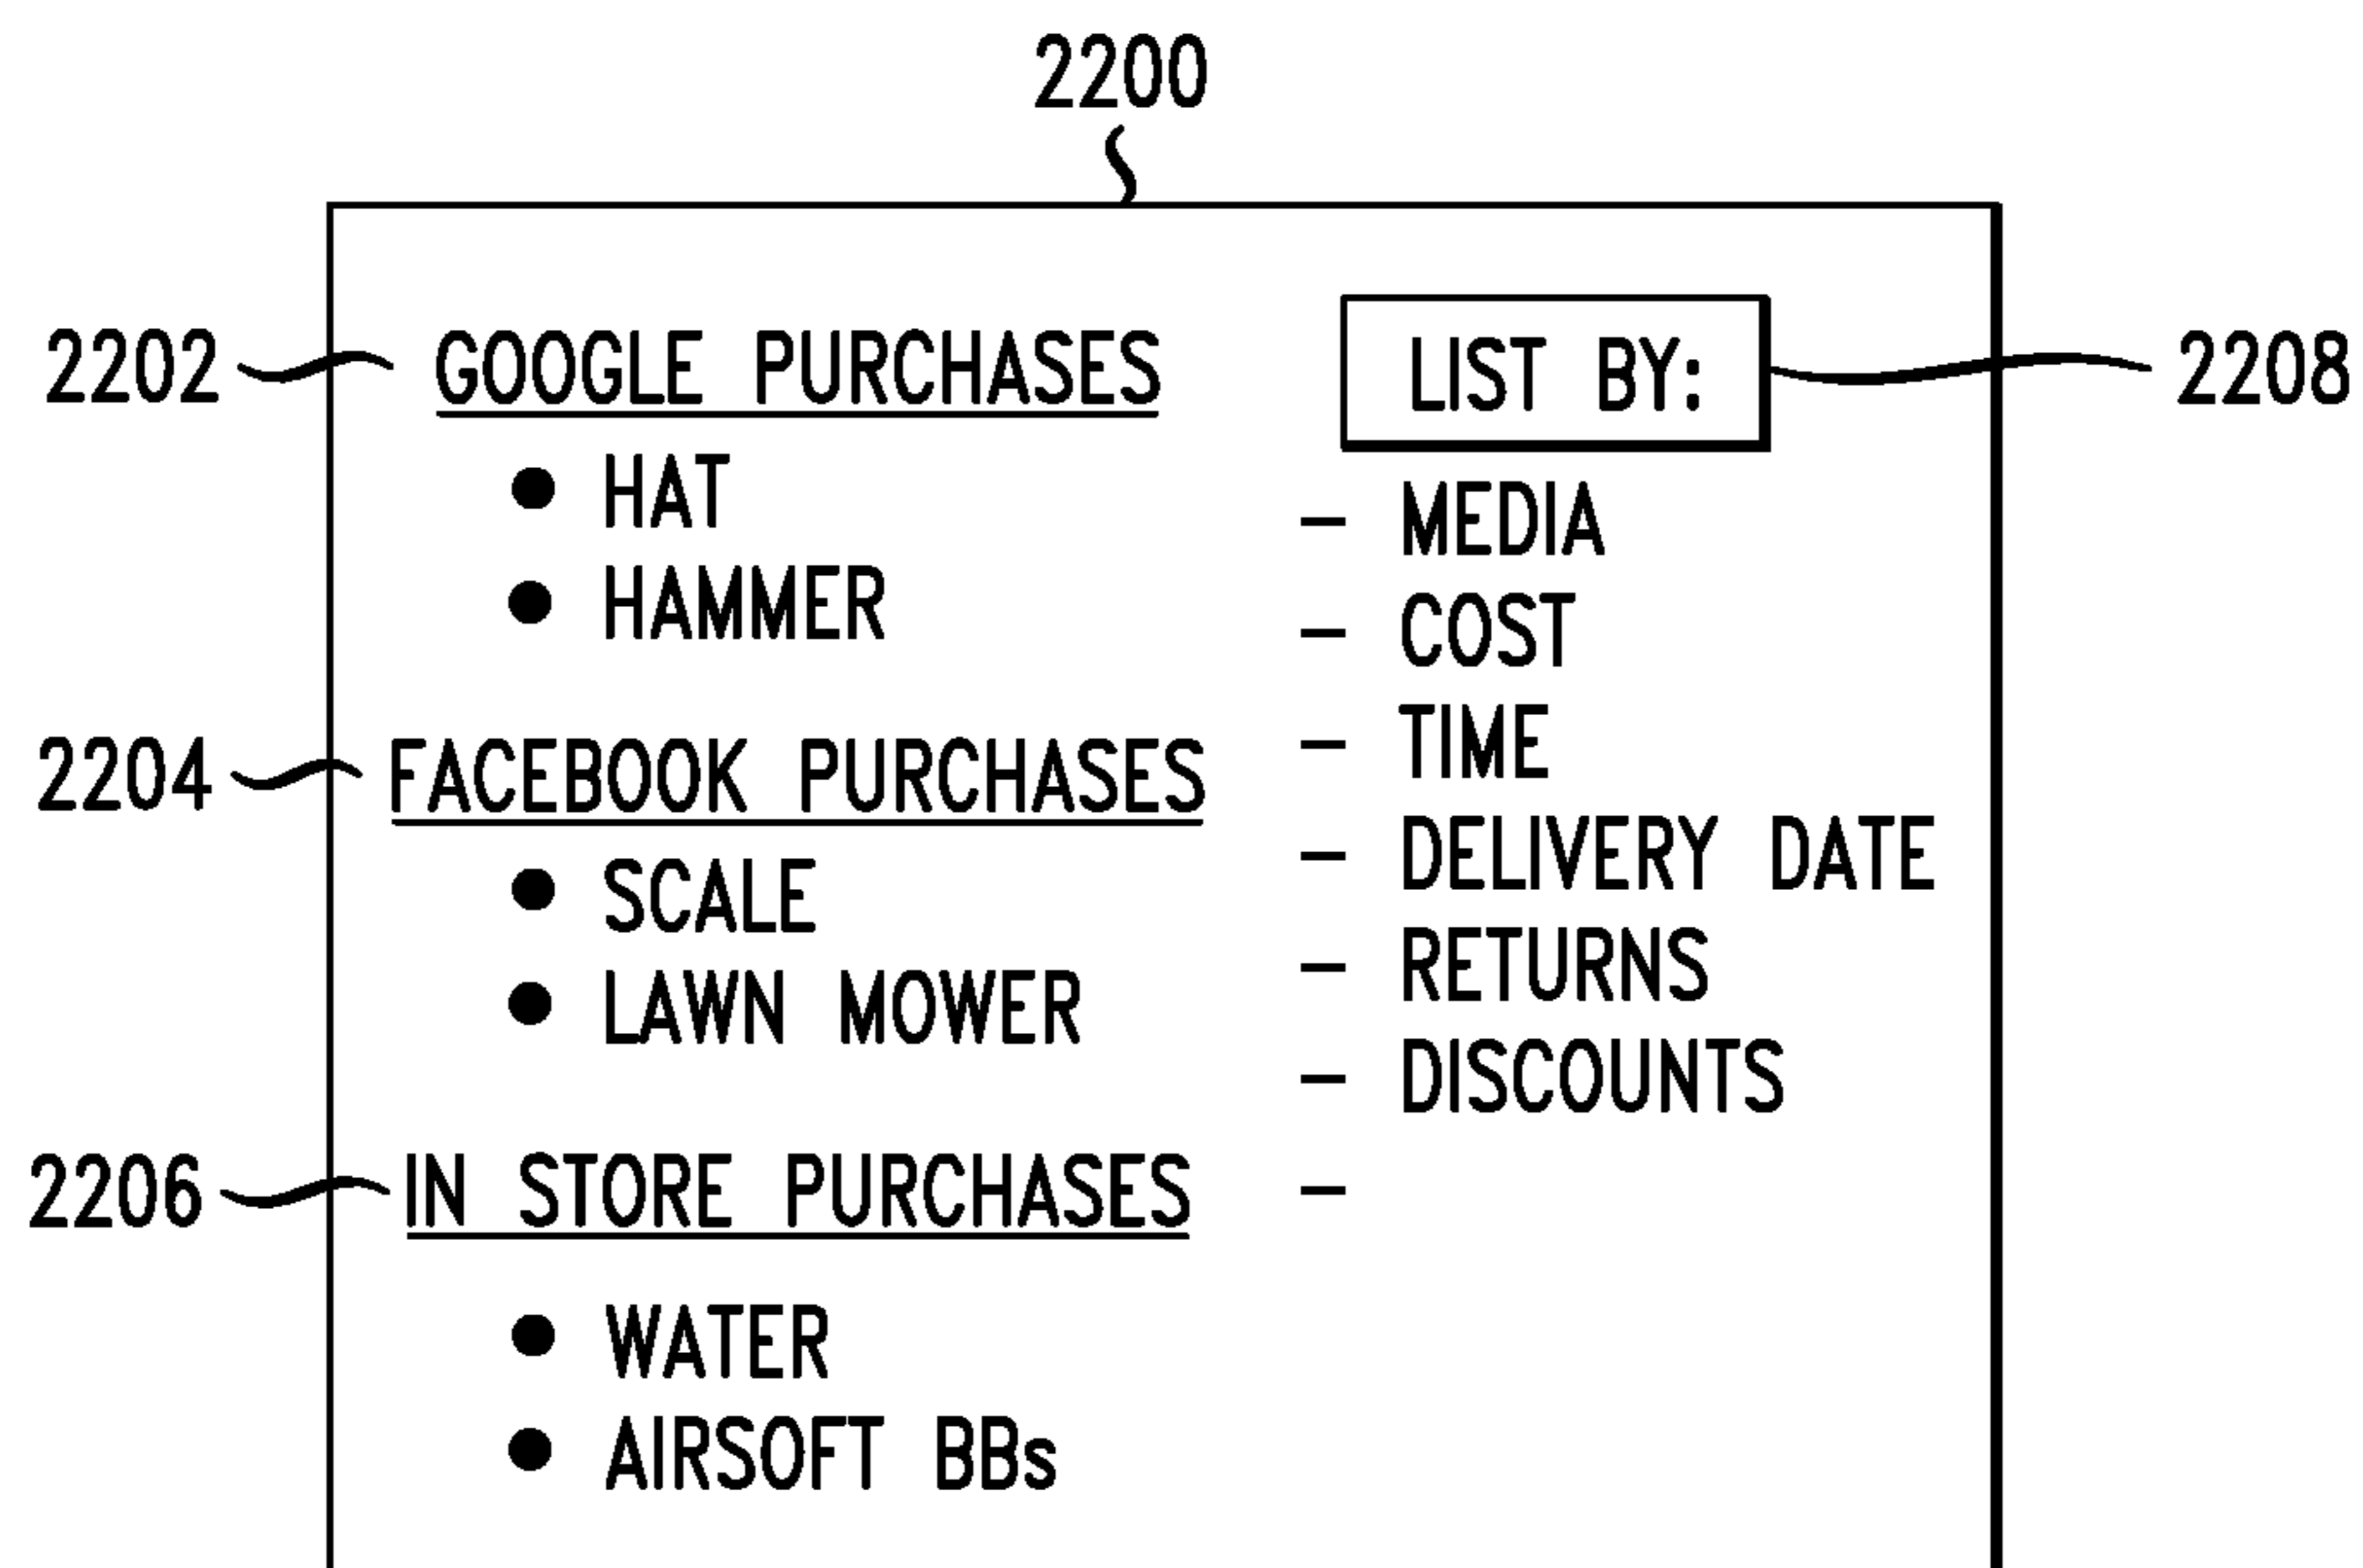 2200
2202
GOOGLE PURCHASES
● HAT
● HAMMER
2204
FACEBOOK PURCHASES
● SCALE
● LAWN MOWER
2206
IN STORE PURCHASES
● WATER
● AIRSOFT BBs
LIST BY:
2208
– MEDIA
– COST
– TIME
– DELIVERY DATE
– RETURNS
– DISCOUNTS
–